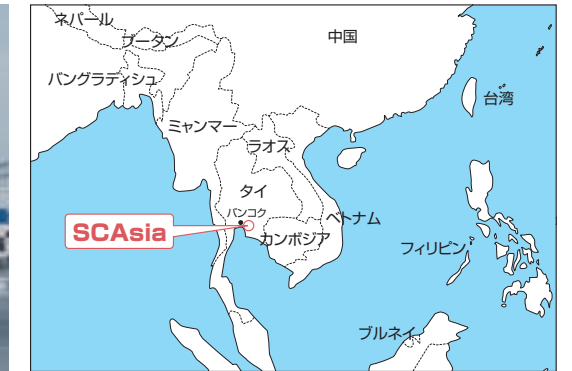 ネパール
ブータン
中国
バングラディシュ
台湾
ミャンマー
ラオス
タイ
バンコク
SCAsia
ベトナム
カンボジア
フィリピン
ブルネイ